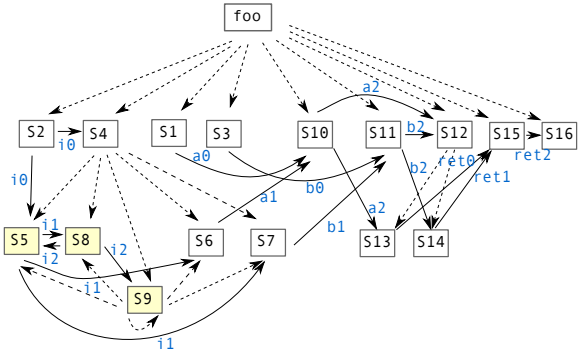 foo
a2
S2
S4
S1
S3
S10
S11
b2
S12
S15
S16
i0
a0
ret0
ret2
i0
b0
b2
ret1
a1
a2
i1
b1
S5
S8
i2
S6
S7
S13
S14
i2
i1
S9
i1